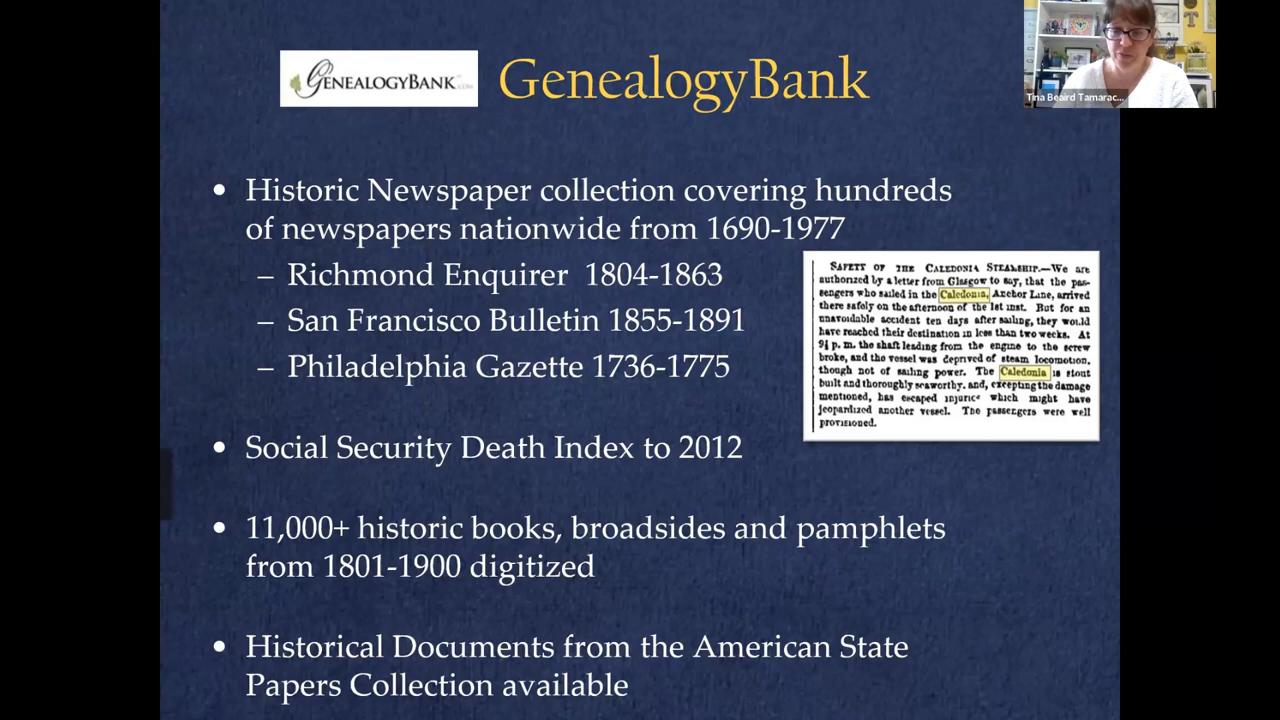 GENEALOGYBANK.COM
GenealogyBank
Tina Beaird Tamarac...
• Historic Newspaper collection covering hundreds
of newspapers nationwide from 1690-1977
– Richmond Enquirer 1804-1863
– San Francisco Bulletin 1855-1891
– Philadelphia Gazette 1736-1775
SAFETY OF THE CALEDONIA STEAMSHIP.—We are
authorized by a letter from Glasgow to say, that the pas-
sengers who sailed in the Caledonia, Anchor Line, arrived
there safely on the afternoon of the 1st inst. But for an
unavoidable accident ten days after sailing, they would
have reached their destination in less than two weeks. At
9½ p. m. the shaft leading from the engine to the screw
broke, and the vessel was deprived of steam locomotion,
though not of sailing power. The Caledonia is stout
built and thoroughly seaworthy, and, excepting the damage
mentioned, has escaped injuries which might have
jeopardized another vessel. The passengers were well
provisioned.
• Social Security Death Index to 2012
• 11,000+ historic books, broadsides and pamphlets
from 1801-1900 digitized
• Historical Documents from the American State
Papers Collection available